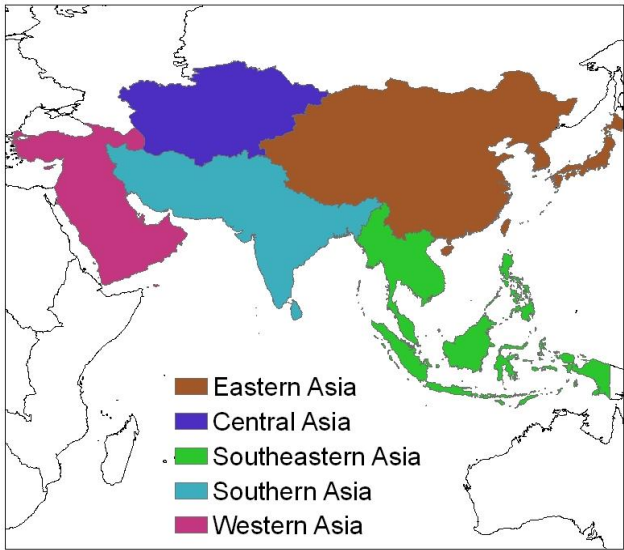 Eastern Asia
Central Asia
Southeastern Asia
Southern Asia
Western Asia